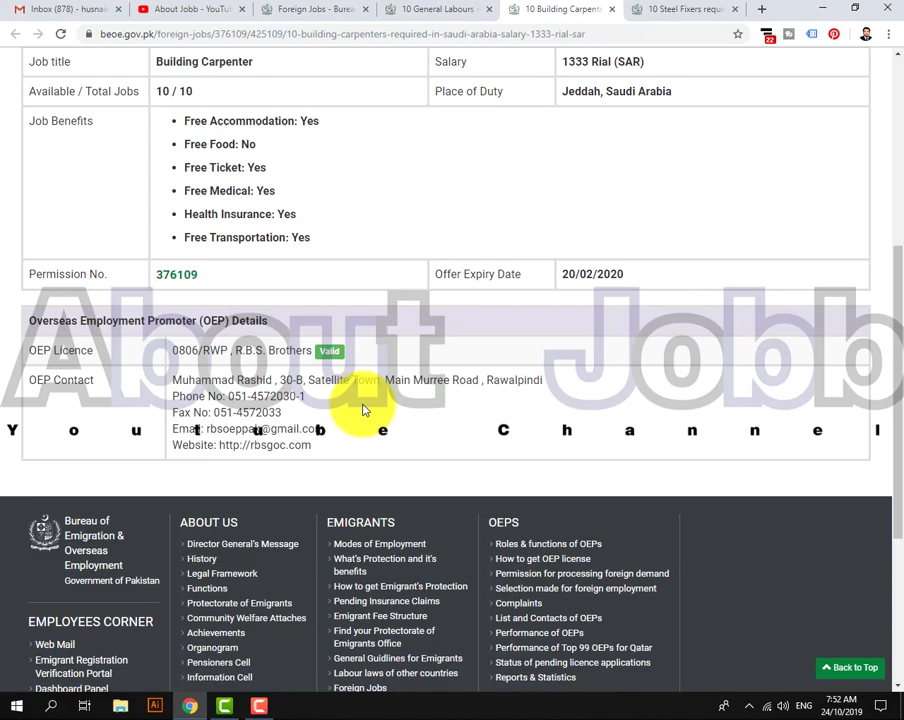 Inbox (878) - husnain
About Jobb - YouTu
Foreign Jobs - Burea
10 General Labours r
10 Building Carpente
10 Steel Fixers requi
beoe.gov.pk/foreign-jobs/376109/425109/10-building-carpenters-required-in-saudi-arabia-salary-1333-rial-sar
22
Job title Building Carpenter Salary 1333 Rial (SAR)
Available / Total Jobs 10 / 10 Place of Duty Jeddah, Saudi Arabia
Job Benefits
• Free Accommodation: Yes
• Free Food: No
• Free Ticket: Yes
• Free Medical: Yes
• Health Insurance: Yes
• Free Transportation: Yes
Permission No. 376109 Offer Expiry Date 20/02/2020
About Jobb
Overseas Employment Promoter (OEP) Details
OEP Licence 0806/RWP , R.B.S. Brothers Valid
OEP Contact Muhammad Rashid , 30-B, Satellite Town, Main Murree Road , Rawalpindi
Phone No: 051-4572030-1
Fax No: 051-4572033
Youtube Channel
Website: http://rbsgoc.com
Bureau of
Emigration &
Overseas
Employment
Government of Pakistan
EMPLOYEES CORNER
› Web Mail
› Emigrant Registration
Verification Portal
› Dashboard Panel
ABOUT US
› Director General's Message
› History
› Legal Framework
› Functions
› Protectorate of Emigrants
› Community Welfare Attaches
› Achievements
› Organogram
› Pensioners Cell
› Information Cell
EMIGRANTS
› Modes of Employment
› What's Protection and it's
benefits
› How to get Emigrant's Protection
› Pending Insurance Claims
› Emigrant Fee Structure
› Find your Protectorate of
Emigrants Office
› General Guidlines for Emigrants
› Labour laws of other countries
› Foreign Jobs
OEPS
› Roles & functions of OEPs
› How to get OEP license
› Permission for processing foreign demand
› Selection made for foreign employment
› Complaints
› List and Contacts of OEPs
› Performance of OEPs
› Performance of Top 99 OEPs for Qatar
› Status of pending licence applications
› Reports & Statistics
Back to Top
Ai
ENG
7:52 AM
24/10/2019